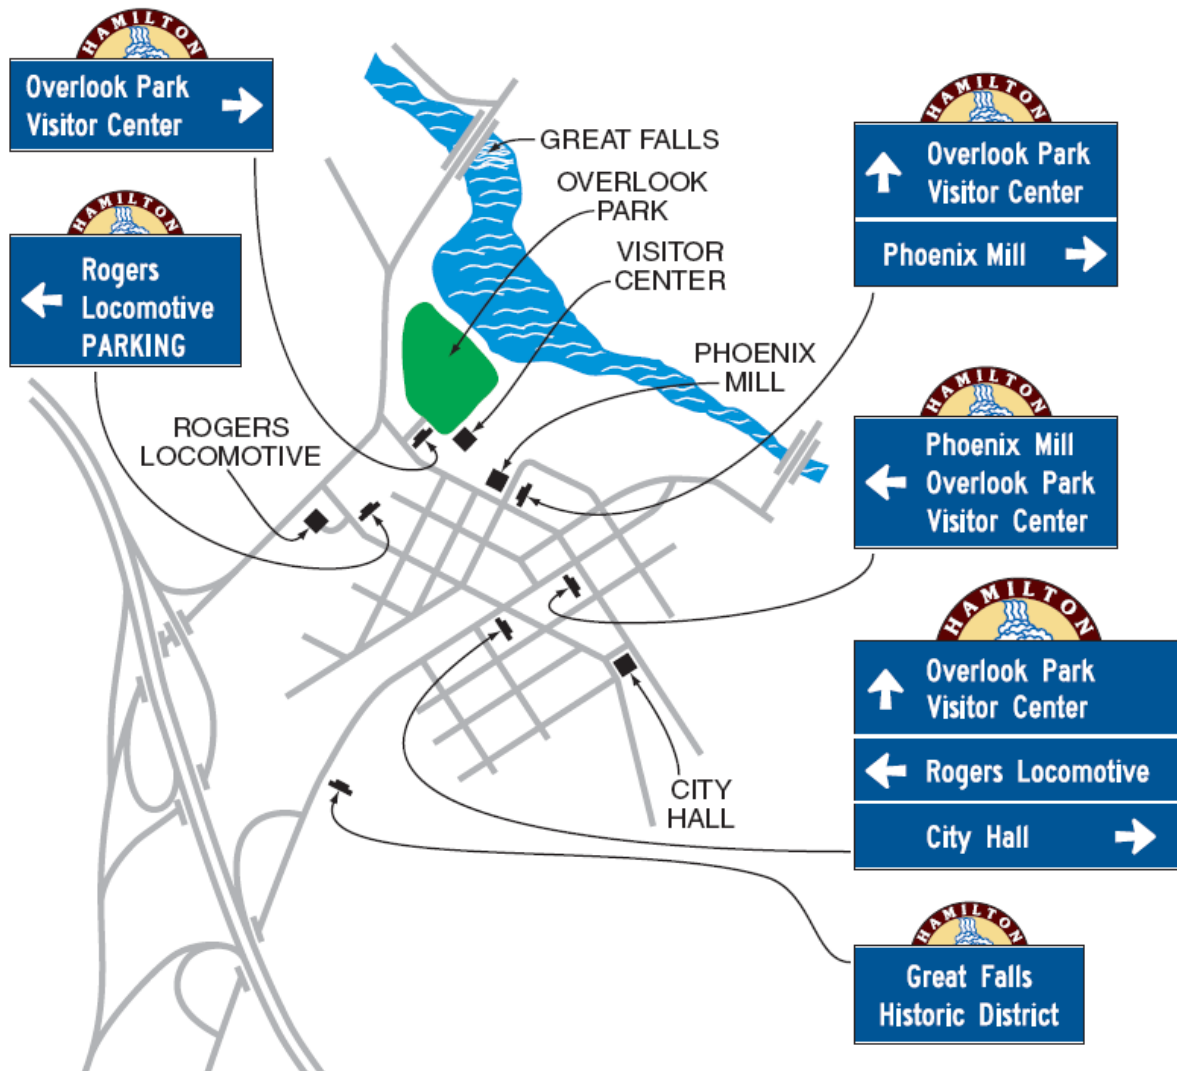 HAMILTON
Overlook Park
Visitor Center
HAMILTON
Rogers
Locomotive
PARKING
GREAT FALLS
OVERLOOK
PARK
VISITOR
CENTER
PHOENIX
MILL
ROGERS
LOCOMOTIVE
CITY
HALL
HAMILTON
Overlook Park
Visitor Center
Phoenix Mill
HAMILTON
Phoenix Mill
Overlook Park
Visitor Center
HAMILTON
Overlook Park
Visitor Center
Rogers Locomotive
City Hall
HAMILTON
Great Falls
Historic District